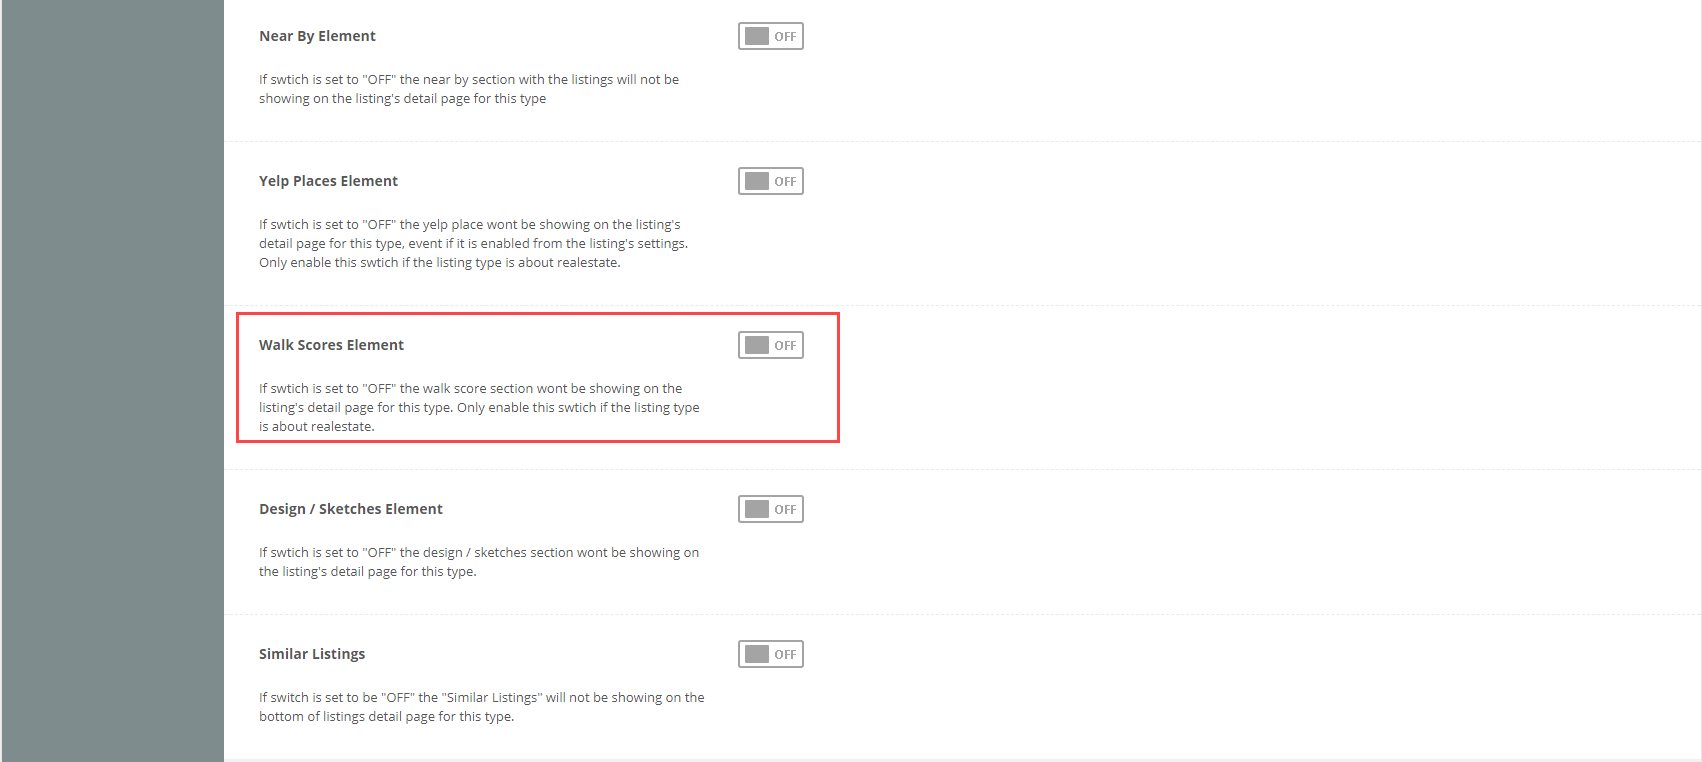 Near By Element
OFF
If swtich is set to "OFF" the near by section with the listings will not be
showing on the listing's detail page for this type
Yelp Places Element
OFF
If swtich is set to "OFF" the yelp place wont be showing on the listing's
detail page for this type, event if it is enabled from the listing's settings.
Only enable this swtich if the listing type is about realestate.
Walk Scores Element
OFF
If swtich is set to "OFF" the walk score section wont be showing on the
listing's detail page for this type. Only enable this swtich if the listing type
is about realestate.
Design / Sketches Element
OFF
If swtich is set to "OFF" the design / sketches section wont be showing on
the listing's detail page for this type.
Similar Listings
OFF
If switch is set to be "OFF" the "Similar Listings" will not be showing on the
bottom of listings detail page for this type.